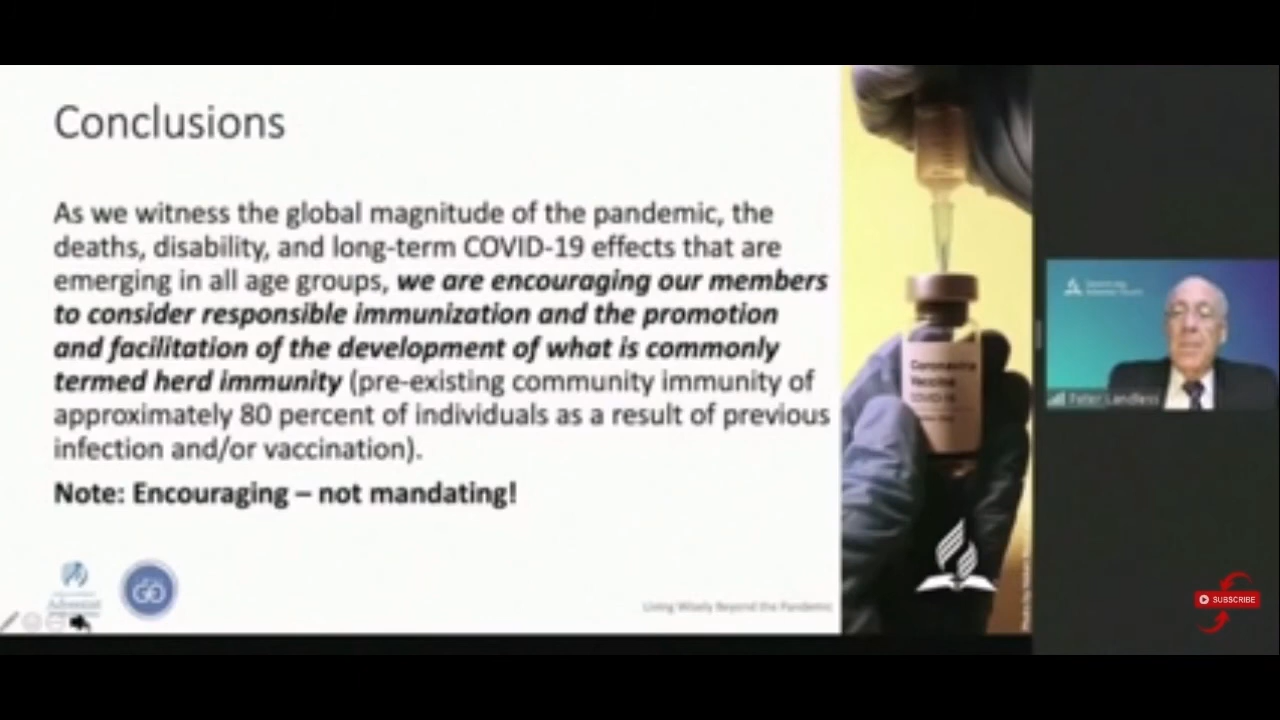 Conclusions
As we witness the global magnitude of the pandemic, the
deaths, disability, and long-term COVID-19 effects that are
emerging in all age groups, we are encouraging our members
to consider responsible immunization and the promotion
and facilitation of the development of what is commonly
termed herd immunity (pre-existing community immunity of
approximately 80 percent of individuals as a result of previous
infection and/or vaccination).
Note: Encouraging – not mandating!
Living Wisely Beyond the Pandemic
Coronavirus
Vaccine
COVID-19
Peter Landless
SUBSCRIBE